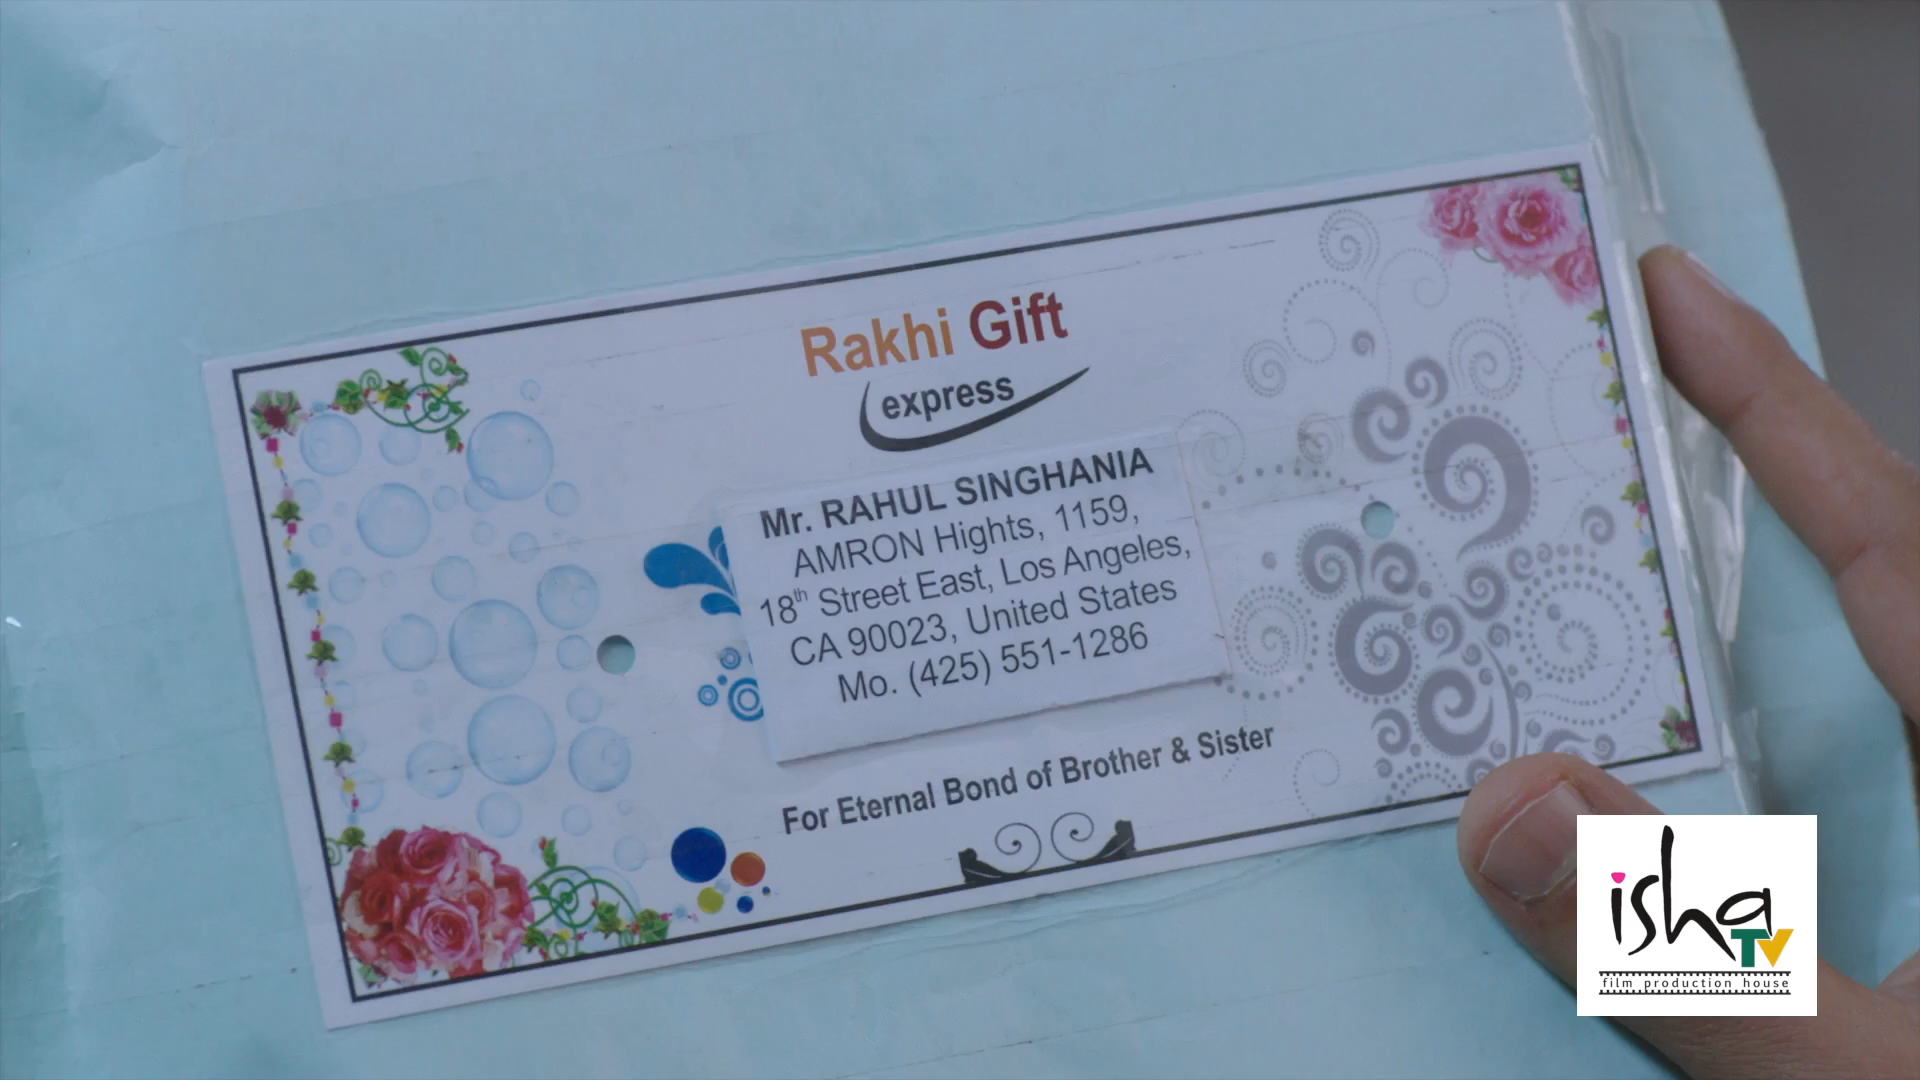 Rakhi Gift
express
Mr. RAHUL SINGHANIA
AMRON Hights, 1159,
18th Street East, Los Angeles,
CA 90023, United States
Mo. (425) 551-1286
For Eternal Bond of Brother & Sister
isha
TV
film production house